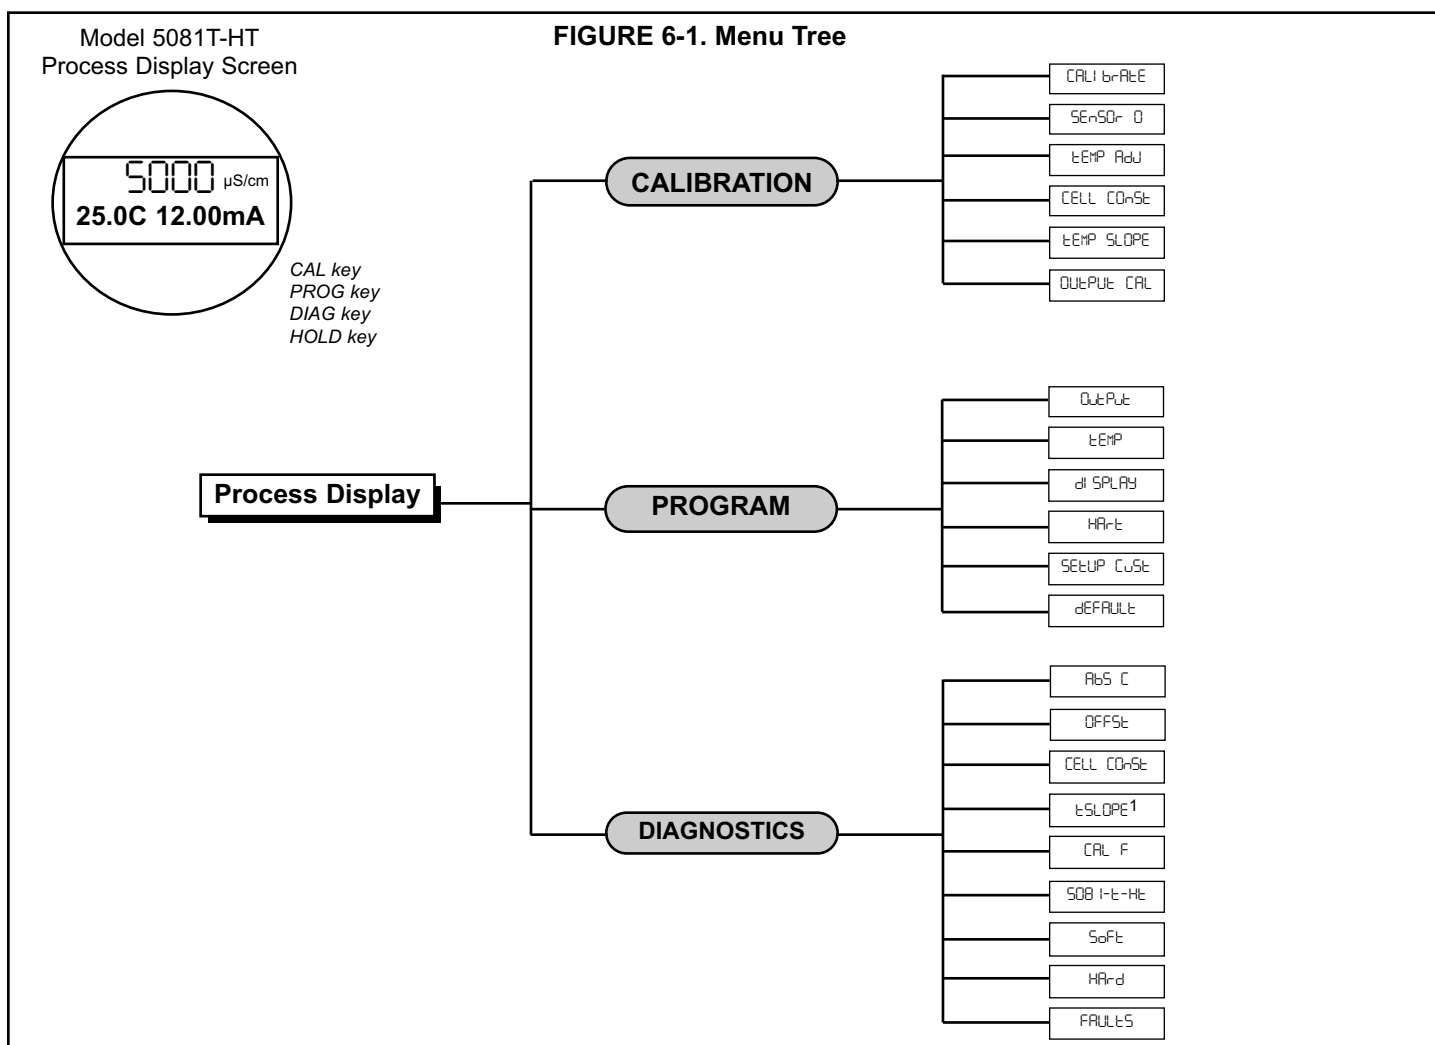 Model 5081T-HT
Process Display Screen
FIGURE 6-1. Menu Tree
5000 µS/cm
25.0C 12.00mA
CAL key
PROG key
DIAG key
HOLD key
Process Display
CALIBRATION
CALIbrAtE
SEnSOr 0
tEMP AdJ
CELL COnSt
tEMP SLOPE
OUtPUt CAL
PROGRAM
OutPut
tEMP
dISPLAY
HArt
SEtUP CuSt
dEFAULt
DIAGNOSTICS
AbS C
OFFSt
CELL COnSt
tSLOPE1
CAL F
5081-t-Ht
SoFt
HArd
FAULtS